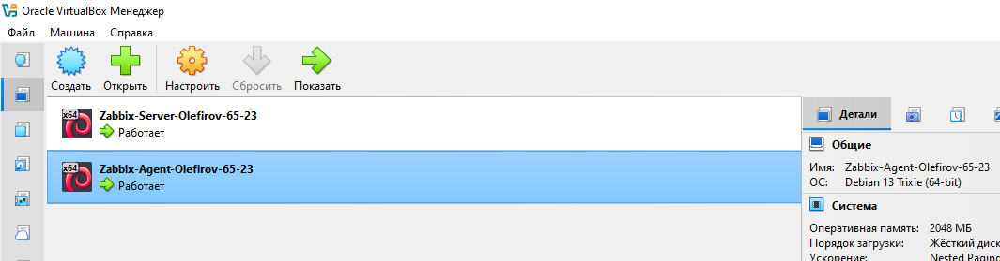 Oracle VirtualBox Менеджер
Файл Машина Справка
Создать Открыть Настроить Сбросить Показать
x64
Zabbix-Server-Olefirov-65-23
Работает
x64
Zabbix-Agent-Olefirov-65-23
Работает
Детали
Общие
Имя: Zabbix-Agent-Olefirov-65-23
ОС: Debian 13 Trixie (64-bit)
Система
Оперативная память: 2048 МБ
Порядок загрузки: Жёсткий диск
Ускорение: Nested Paging